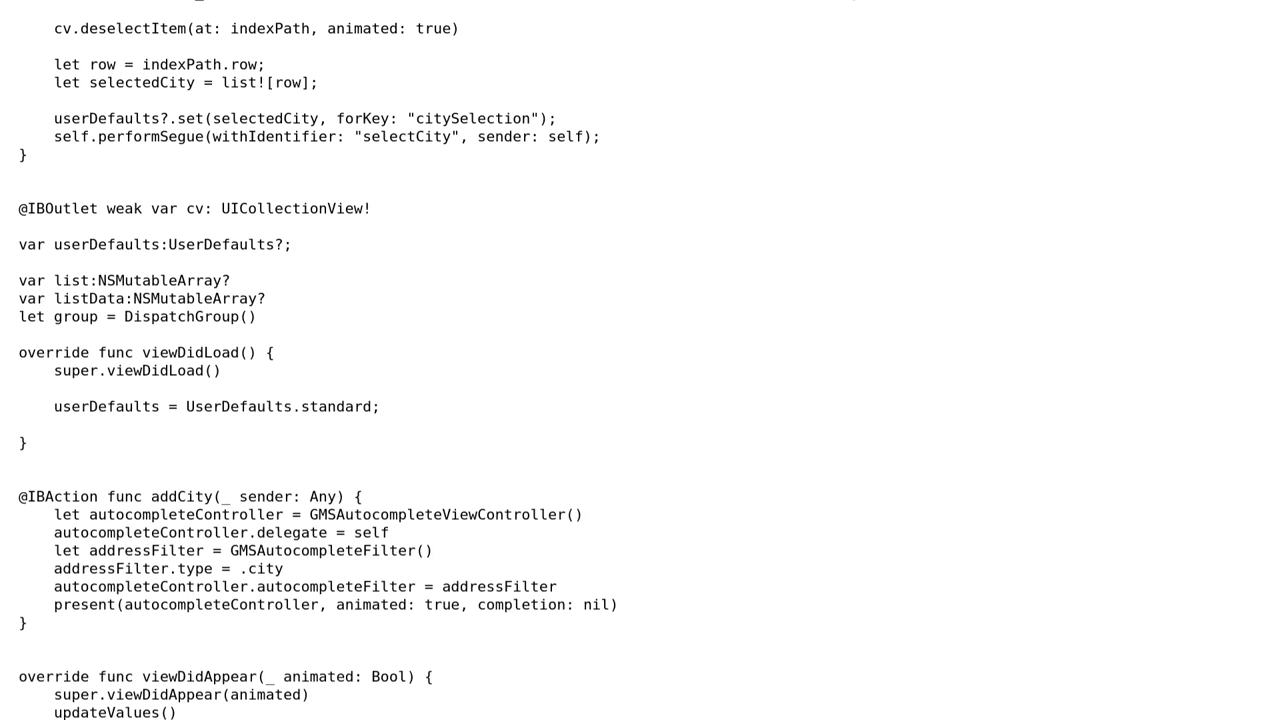 cv.deselectItem(at: indexPath, animated: true)

    let row = indexPath.row;
    let selectedCity = list![row];

    userDefaults?.set(selectedCity, forKey: "citySelection");
    self.performSegue(withIdentifier: "selectCity", sender: self);
}

@IBOutlet weak var cv: UICollectionView!

var userDefaults:UserDefaults?;

var list:NSMutableArray?
var listData:NSMutableArray?
let group = DispatchGroup()

override func viewDidLoad() {
    super.viewDidLoad()

    userDefaults = UserDefaults.standard;

}

@IBAction func addCity(_ sender: Any) {
    let autocompleteController = GMSAutocompleteViewController()
    autocompleteController.delegate = self
    let addressFilter = GMSAutocompleteFilter()
    addressFilter.type = .city
    autocompleteController.autocompleteFilter = addressFilter
    present(autocompleteController, animated: true, completion: nil)
}

override func viewDidAppear(_ animated: Bool) {
    super.viewDidAppear(animated)
    updateValues()